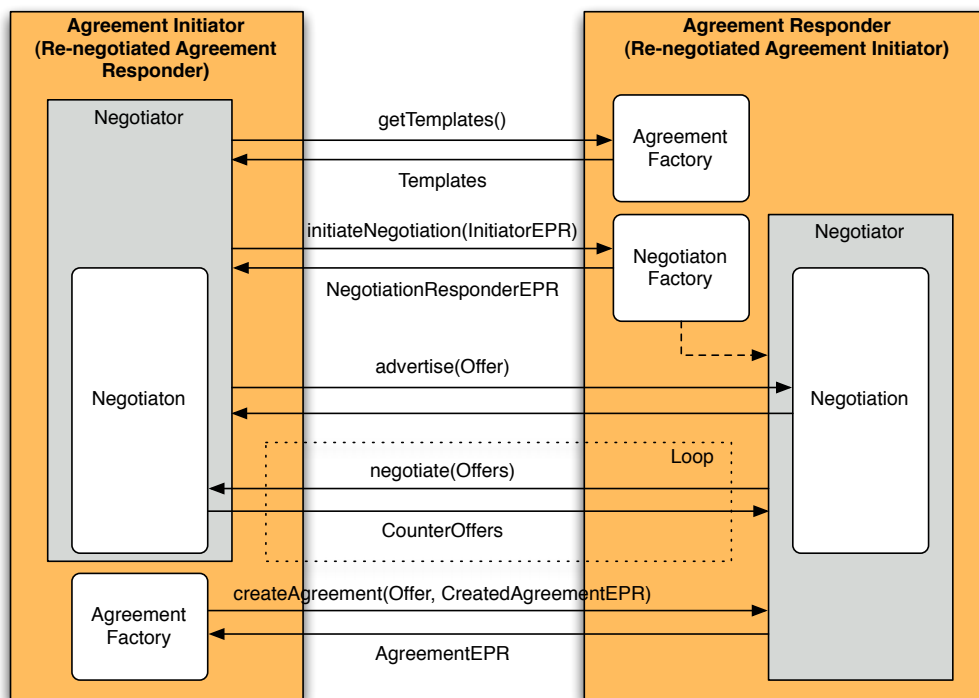 Agreement Initiator
(Re-negotiated Agreement
Responder)
Agreement Responder
(Re-negotiated Agreement Initiator)
Negotiator
getTemplates()
Agreement
Factory
Templates
initiateNegotiation(InitiatorEPR)
Negotiaton
Factory
Negotiator
NegotiationResponderEPR
advertise(Offer)
Negotiaton
Negotiation
Loop
negotiate(Offers)
CounterOffers
createAgreement(Offer, CreatedAgreementEPR)
Agreement
Factory
AgreementEPR